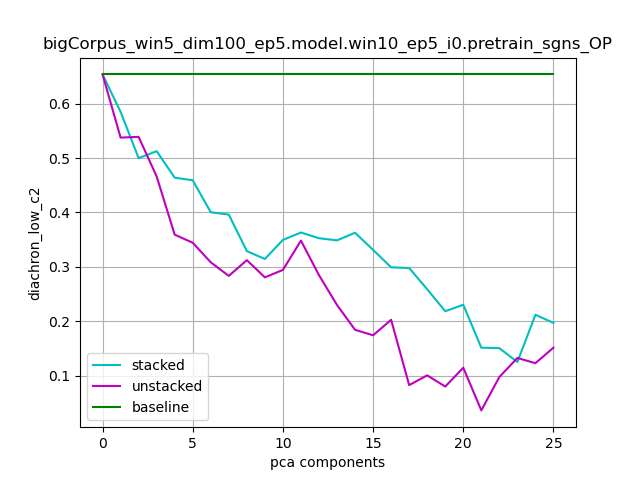 bigCorpus_win5_dim100_ep5.model.win10_ep5_i0.pretrain_sgns_OP
diachron_low_c2
0.6
0.5
0.4
0.3
0.2
0.1
stacked
unstacked
baseline
0 5 10 15 20 25
pca components